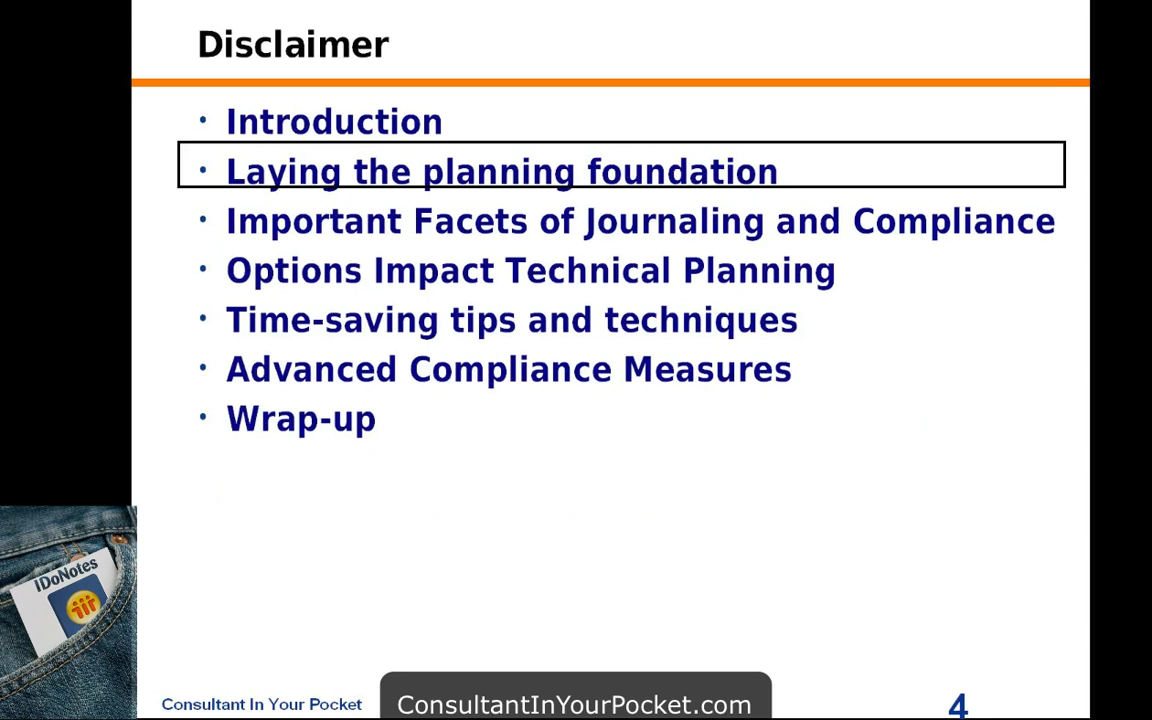 Disclaimer
• Introduction
• Laying the planning foundation
• Important Facets of Journaling and Compliance
• Options Impact Technical Planning
• Time-saving tips and techniques
• Advanced Compliance Measures
• Wrap-up
IDoNotes
Consultant In Your Pocket
ConsultantInYourPocket.com
4